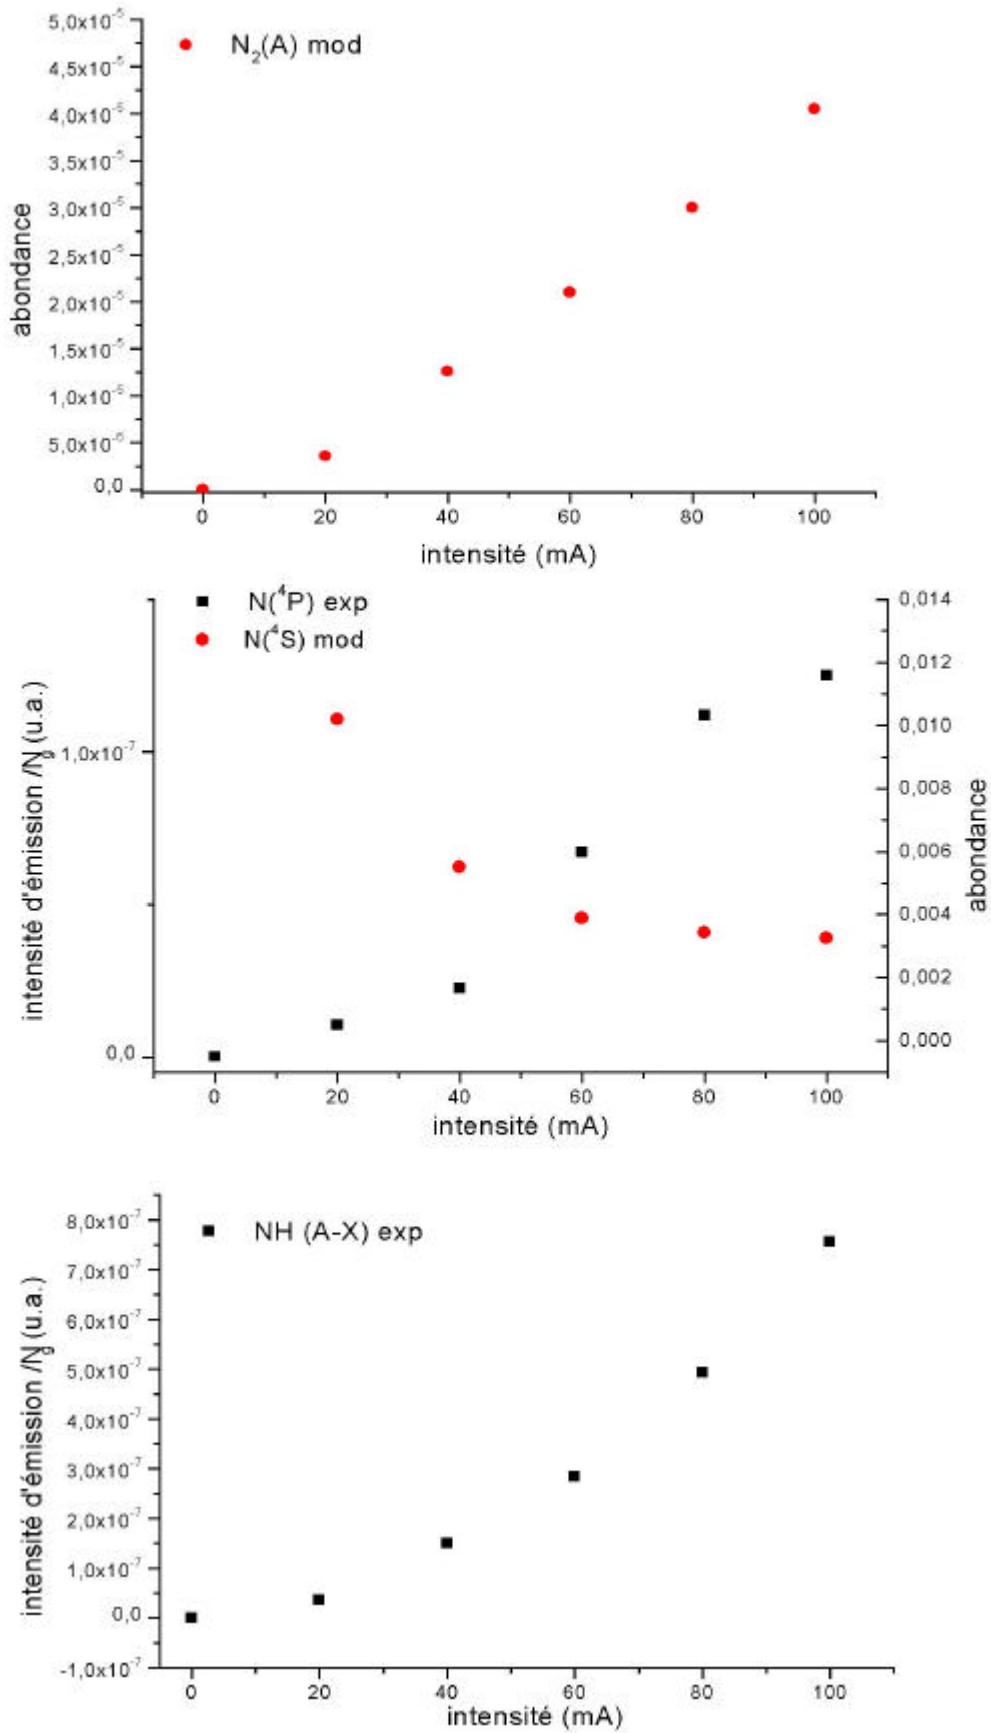 N₂(A) mod
5,0x10⁻⁵
4,5x10⁻⁵
4,0x10⁻⁵
3,5x10⁻⁵
3,0x10⁻⁵
2,5x10⁻⁵
2,0x10⁻⁵
1,5x10⁻⁵
1,0x10⁻⁵
5,0x10⁻⁶
0,0
abondance
0 20 40 60 80 100
intensité (mA)
N(⁴P) exp
N(⁴S) mod
intensité d'émission /Ng (u.a.)
1,0x10⁻⁷
0,0
0,014
0,012
0,010
0,008
0,006
0,004
0,002
0,000
abondance
0 20 40 60 80 100
intensité (mA)
NH (A-X) exp
8,0x10⁻⁷
7,0x10⁻⁷
6,0x10⁻⁷
5,0x10⁻⁷
4,0x10⁻⁷
3,0x10⁻⁷
2,0x10⁻⁷
1,0x10⁻⁷
0,0
-1,0x10⁻⁷
intensité d'émission /Ng (u.a.)
0 20 40 60 80 100
intensité (mA)